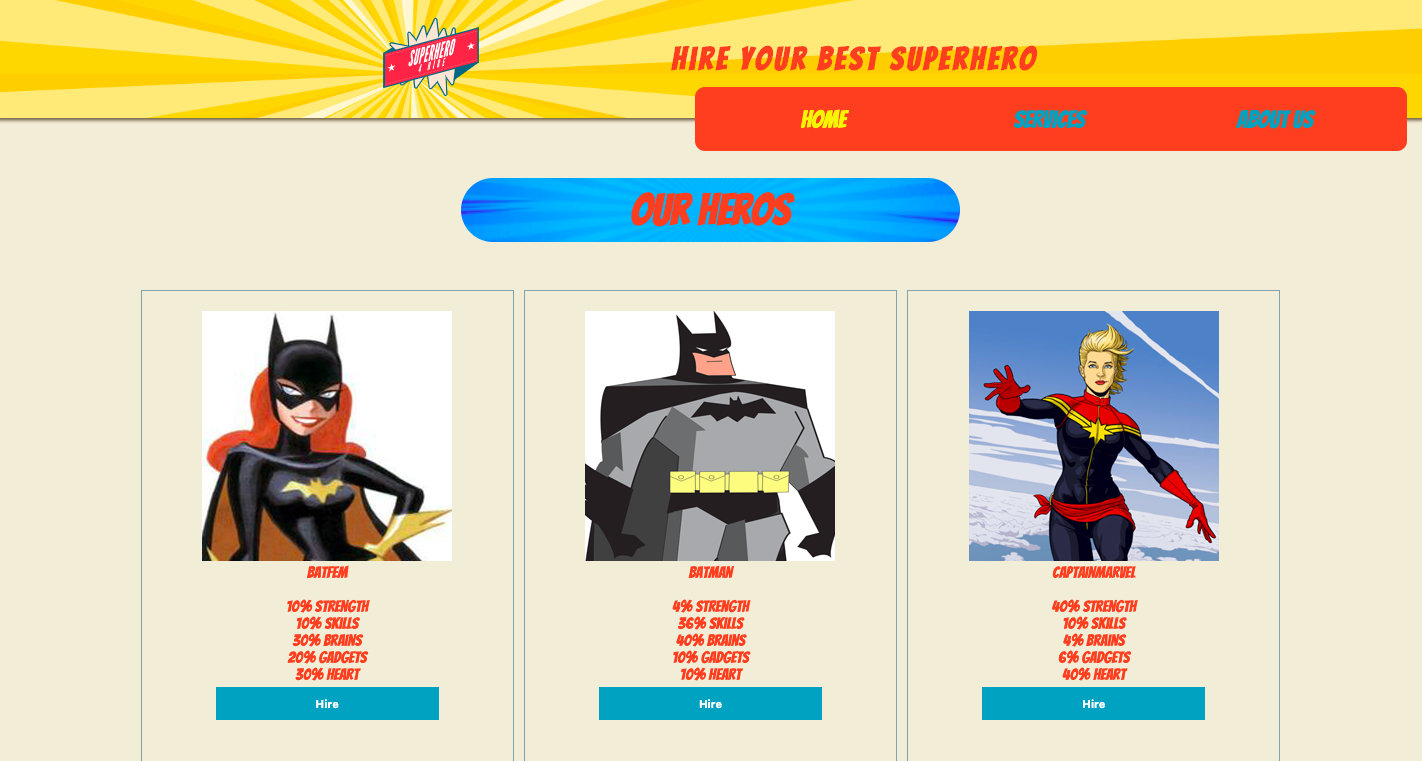 SUPERHERO
4 HIRE
HIRE YOUR BEST SUPERHERO
HOME
SERVICES
ABOUT US
OUR HEROS
BATFEM
10% STRENGTH
10% SKILLS
30% BRAINS
20% GADGETS
30% HEART
Hire
BATMAN
4% STRENGTH
36% SKILLS
40% BRAINS
10% GADGETS
10% HEART
Hire
CAPTAINMARVEL
40% STRENGTH
10% SKILLS
4% BRAINS
6% GADGETS
40% HEART
Hire